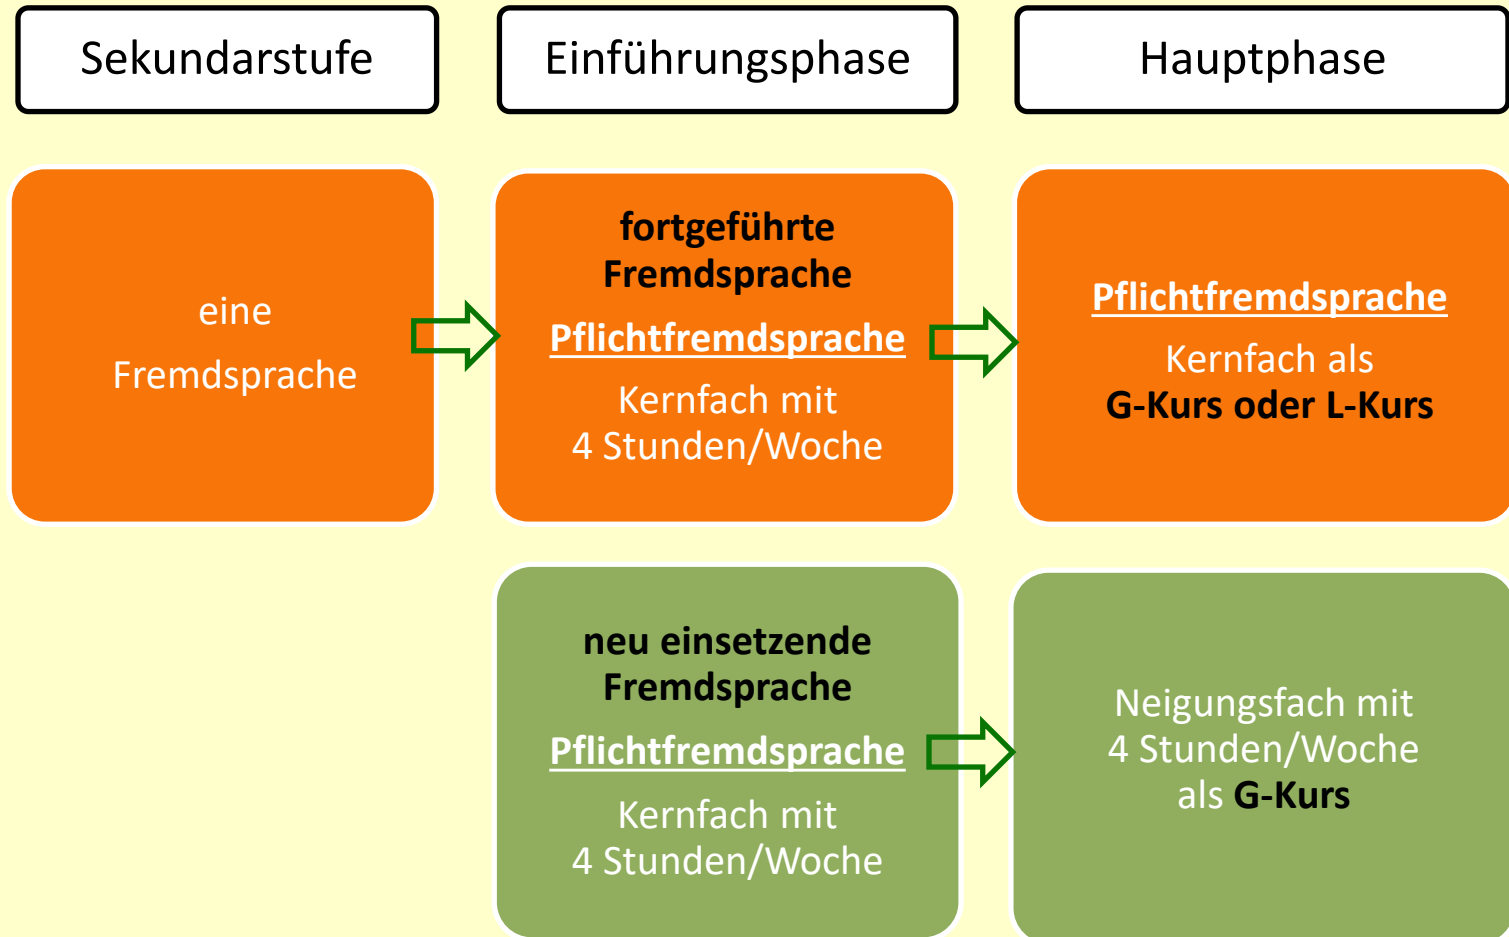 Sekundarstufe
Einführungsphase
Hauptphase
eine
Fremdsprache
fortgeführte
Fremdsprache
Pflichtfremdsprache
Kernfach mit
4 Stunden/Woche
Pflichtfremdsprache
Kernfach als
G-Kurs oder L-Kurs
neu einsetzende
Fremdsprache
Pflichtfremdsprache
Kernfach mit
4 Stunden/Woche
Neigungsfach mit
4 Stunden/Woche
als G-Kurs